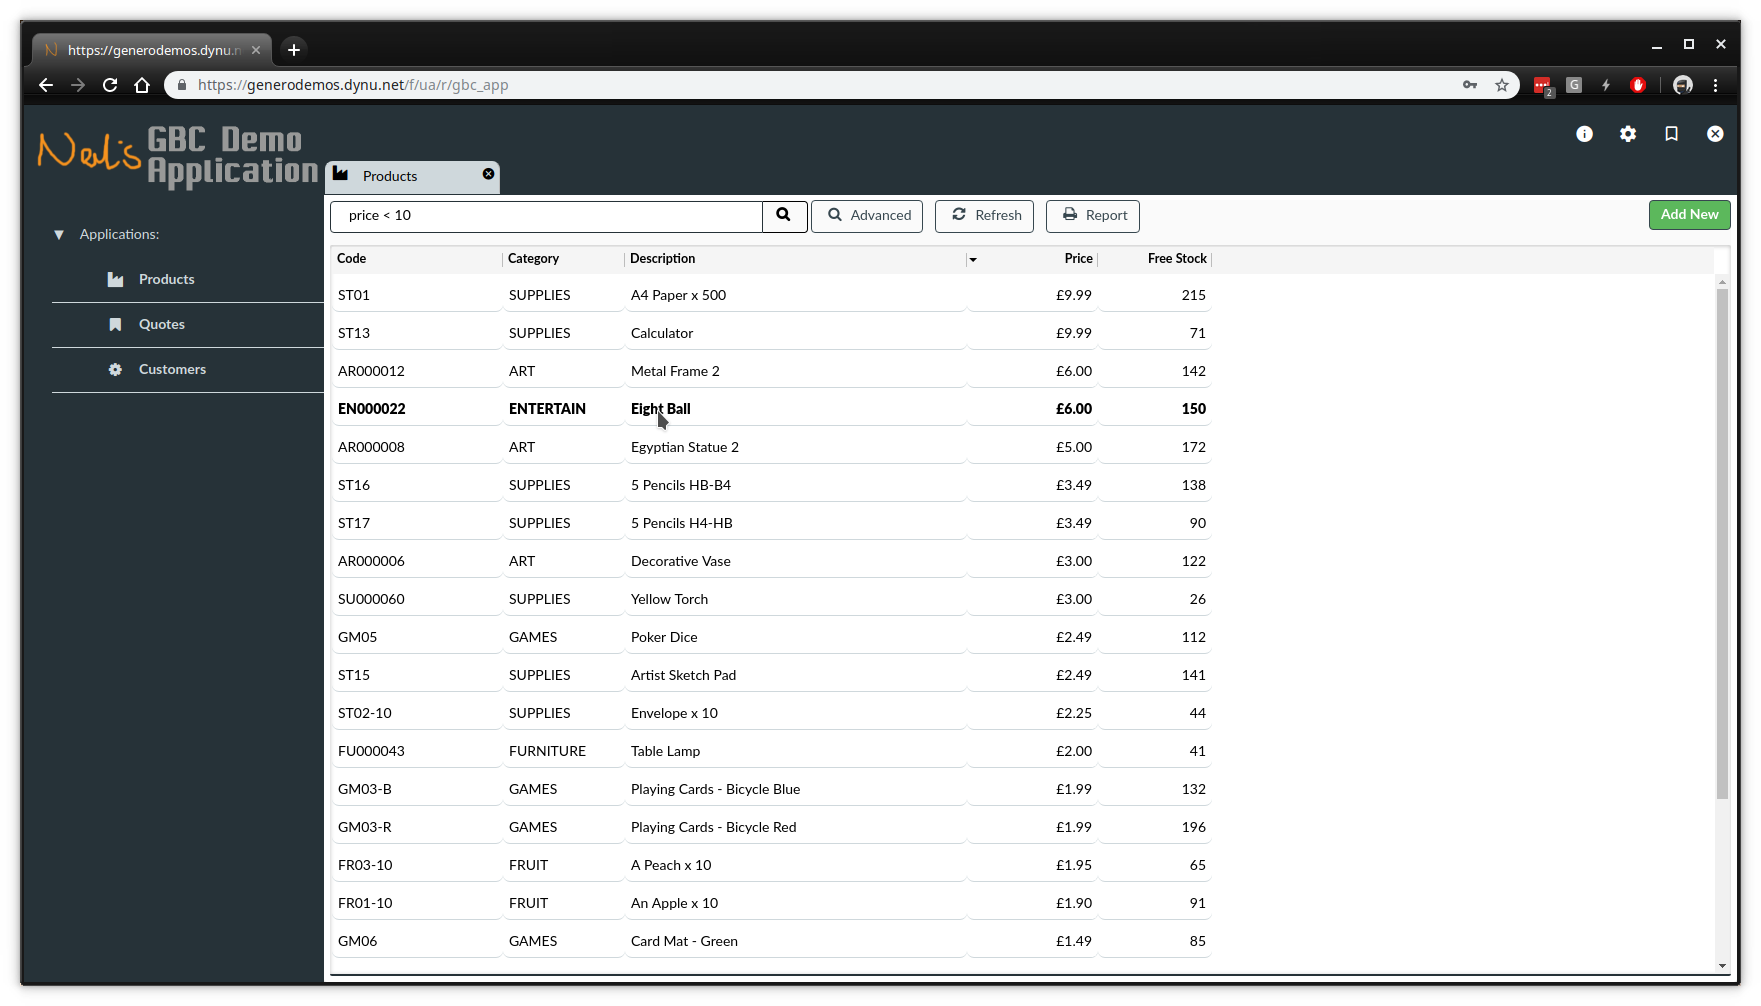 https://generodemos.dynu.n
https://generodemos.dynu.net/f/ua/r/gbc_app
2
G
Neil's GBC Demo
Application
Products
price < 10
Advanced
Refresh
Report
Add New
Applications:
Products
Quotes
Customers
Code Category Description Price Free Stock
ST01 SUPPLIES A4 Paper x 500 £9.99 215
ST13 SUPPLIES Calculator £9.99 71
AR000012 ART Metal Frame 2 £6.00 142
EN000022 ENTERTAIN Eight Ball £6.00 150
AR000008 ART Egyptian Statue 2 £5.00 172
ST16 SUPPLIES 5 Pencils HB-B4 £3.49 138
ST17 SUPPLIES 5 Pencils H4-HB £3.49 90
AR000006 ART Decorative Vase £3.00 122
SU000060 SUPPLIES Yellow Torch £3.00 26
GM05 GAMES Poker Dice £2.49 112
ST15 SUPPLIES Artist Sketch Pad £2.49 141
ST02-10 SUPPLIES Envelope x 10 £2.25 44
FU000043 FURNITURE Table Lamp £2.00 41
GM03-B GAMES Playing Cards - Bicycle Blue £1.99 132
GM03-R GAMES Playing Cards - Bicycle Red £1.99 196
FR03-10 FRUIT A Peach x 10 £1.95 65
FR01-10 FRUIT An Apple x 10 £1.90 91
GM06 GAMES Card Mat - Green £1.49 85